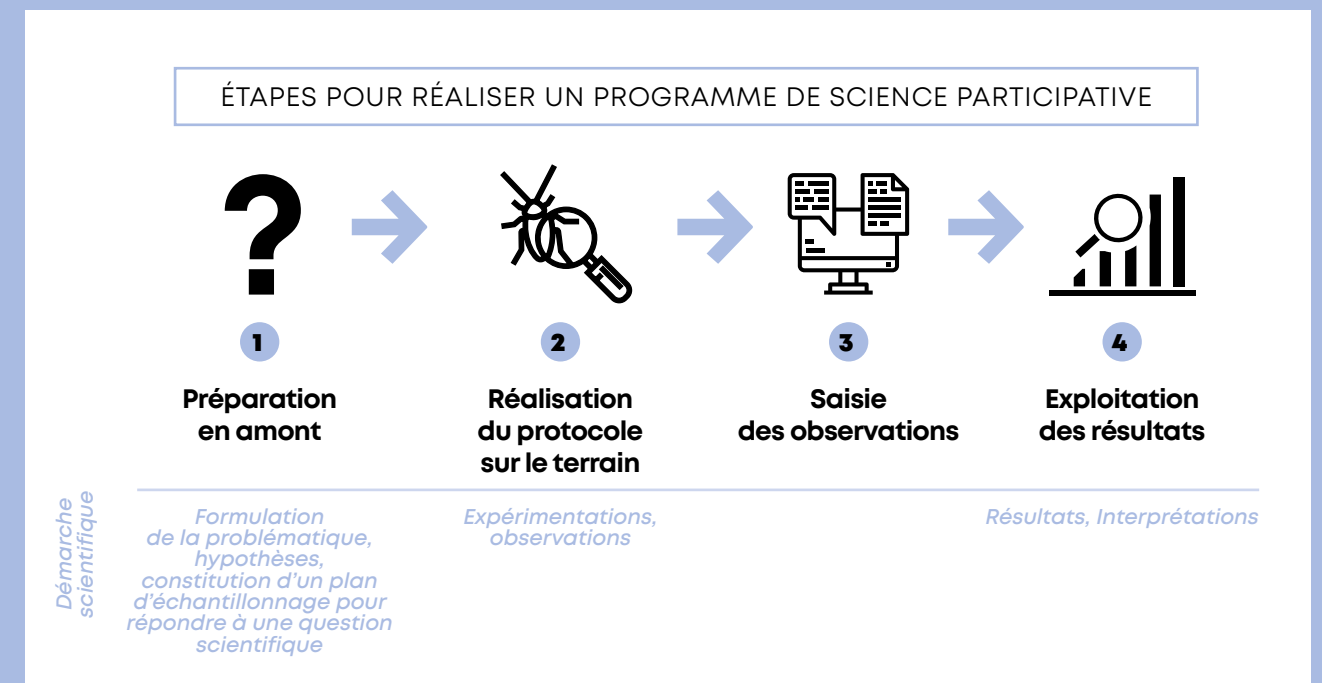 ÉTAPES POUR RÉALISER UN PROGRAMME DE SCIENCE PARTICIPATIVE
?
1
Préparation
en amont
2
Réalisation
du protocole
sur le terrain
3
Saisie
des observations
4
Exploitation
des résultats
Démarche
scientifique
Formulation
de la problématique,
hypothèses,
constitution d'un plan
d'échantillonnage pour
répondre à une question
scientifique
Expérimentations,
observations
Résultats, Interprétations